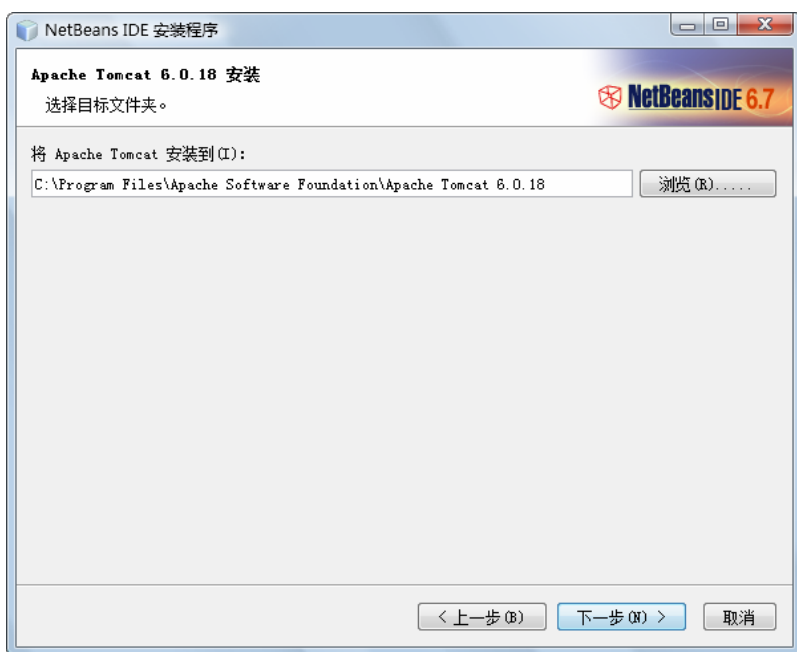 NetBeans IDE 安装程序
Apache Tomcat 6.0.18 安装
选择目标文件夹。
NetBeans IDE 6.7
将 Apache Tomcat 安装到(I):
C:\Program Files\Apache Software Foundation\Apache Tomcat 6.0.18
浏览(R).....
< 上一步(B)
下一步(N) >
取消